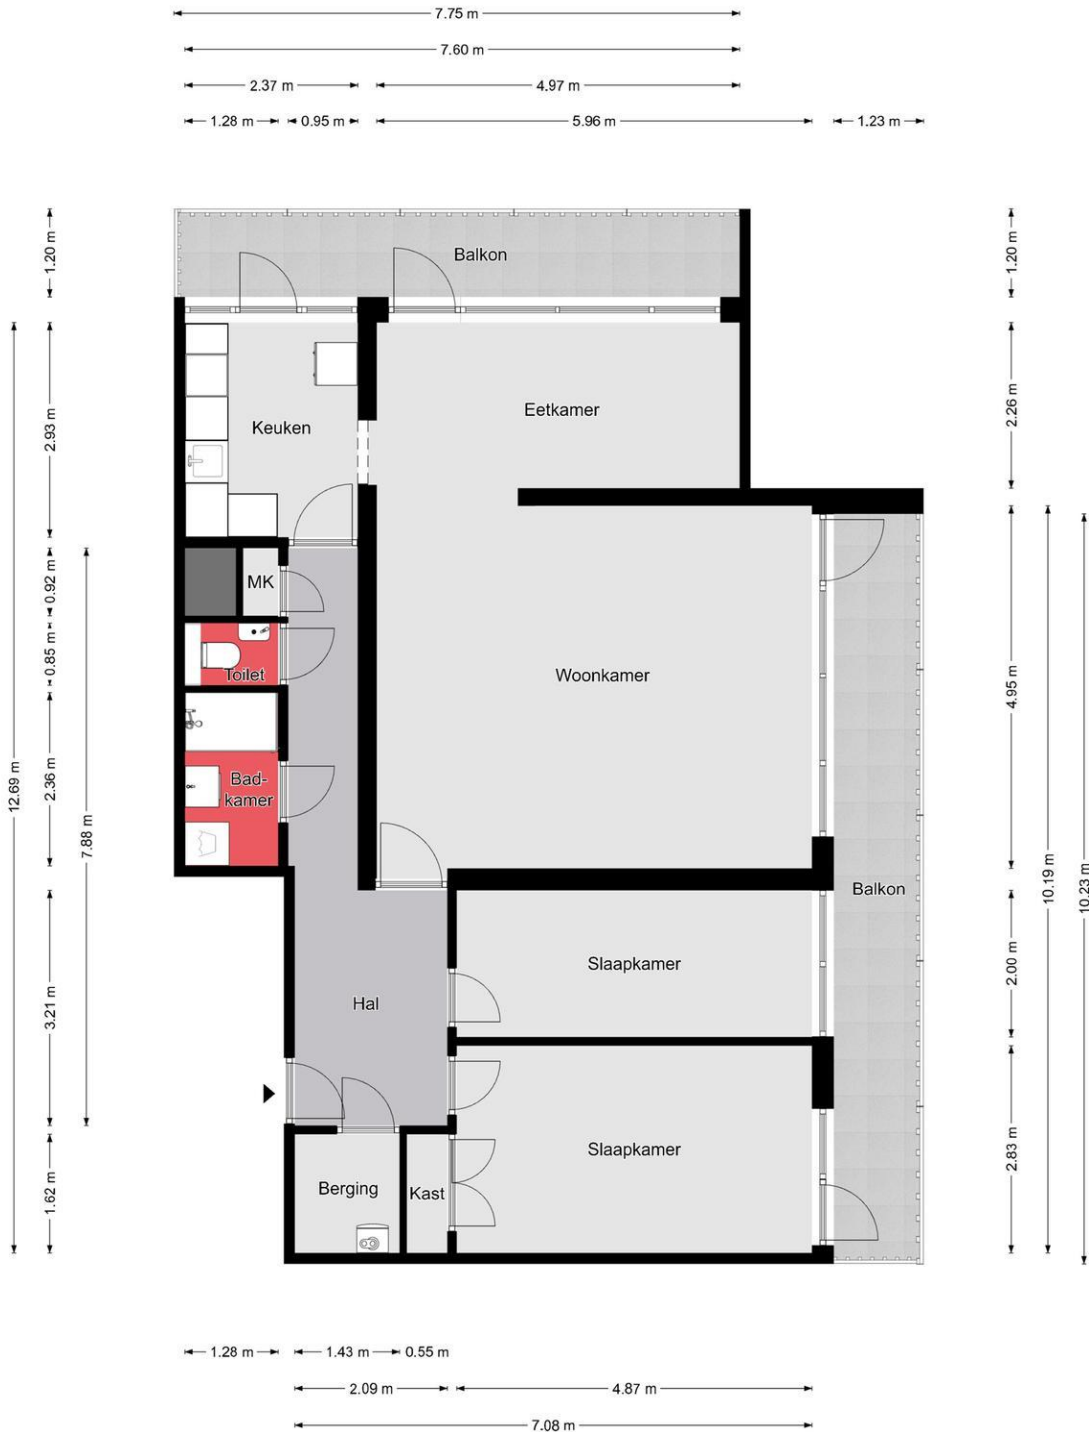 7.75 m
7.60 m
2.37 m
4.97 m
1.28 m
0.95 m
5.96 m
1.23 m
1.20 m
Balkon
1.20 m
12.69 m
2.93 m
Keuken
Eetkamer
2.26 m
0.92 m
MK
0.85 m
Toilet
7.88 m
2.36 m
Bad-
kamer
Woonkamer
4.95 m
10.19 m
10.23 m
Balkon
3.21 m
Hal
Slaapkamer
2.00 m
1.62 m
Berging
Kast
Slaapkamer
2.83 m
1.28 m
1.43 m
0.55 m
2.09 m
4.87 m
7.08 m